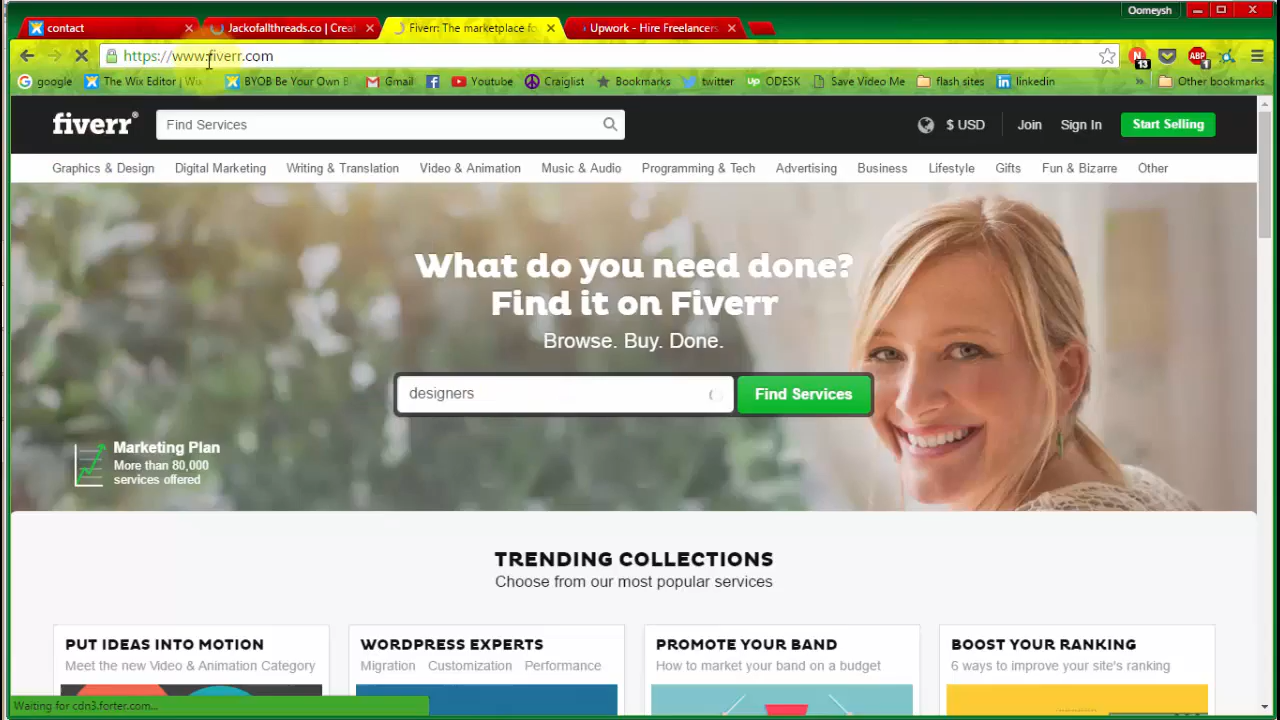 Oomeysh
contact
Jackofallthreads.co | Creat
Fiverr: The marketplace fo
Upwork - Hire Freelancers
https://www.fiverr.com
google
The Wix Editor | Wix
BYOB Be Your Own B
Gmail
Youtube
Craiglist
Bookmarks
twitter
ODESK
Save Video Me
flash sites
linkedin
»
Other bookmarks
13
ABP
1
fiverr®
Find Services
$ USD
Join
Sign In
Start Selling
Graphics & Design
Digital Marketing
Writing & Translation
Video & Animation
Music & Audio
Programming & Tech
Advertising
Business
Lifestyle
Gifts
Fun & Bizarre
Other
What do you need done?
Find it on Fiverr
Browse. Buy. Done.
designers
Find Services
Marketing Plan
More than 80,000
services offered
TRENDING COLLECTIONS
Choose from our most popular services
PUT IDEAS INTO MOTION
Meet the new Video & Animation Category
WORDPRESS EXPERTS
Migration Customization Performance
PROMOTE YOUR BAND
How to market your band on a budget
BOOST YOUR RANKING
6 ways to improve your site's ranking
Waiting for cdn3.forter.com...